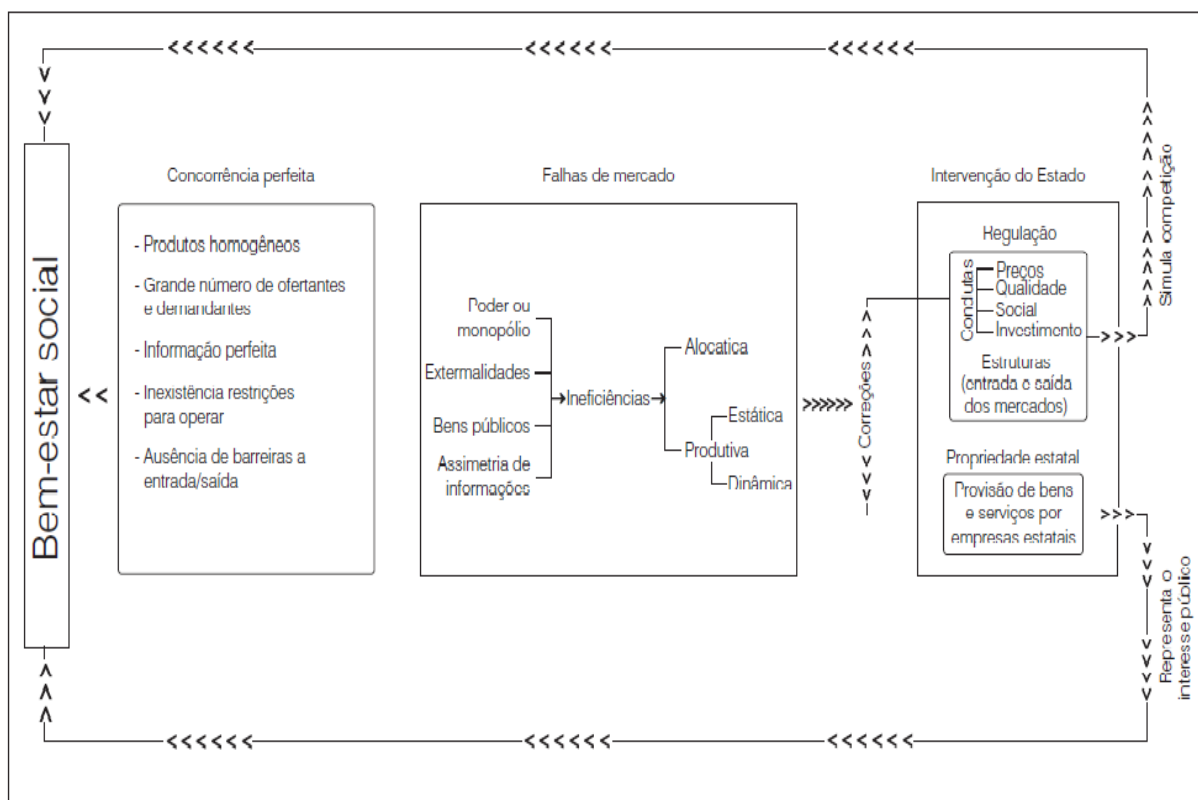 Bem-estar social
Concorrência perfeita
- Produtos homogêneos
- Grande número de ofertantes
e demandantes
- Informação perfeita
- Inexistência restrições
para operar
- Ausência de barreiras a
entrada/saída
Falhas de mercado
Poder ou
monopólio
Extermalidades
Bens públicos
Assimetria de
informações
Ineficiências
Alocatica
Produtiva
Estática
Dinâmica
Correções
Intervenção do Estado
Regulação
Condutas
Preços
Qualidade
Social
Investimento
Estruturas
(entrada e saída
dos mercados)
Propriedade estatal
Provisão de bens
e serviços por
empresas estatais
Simula competição
Representa o
interesse público